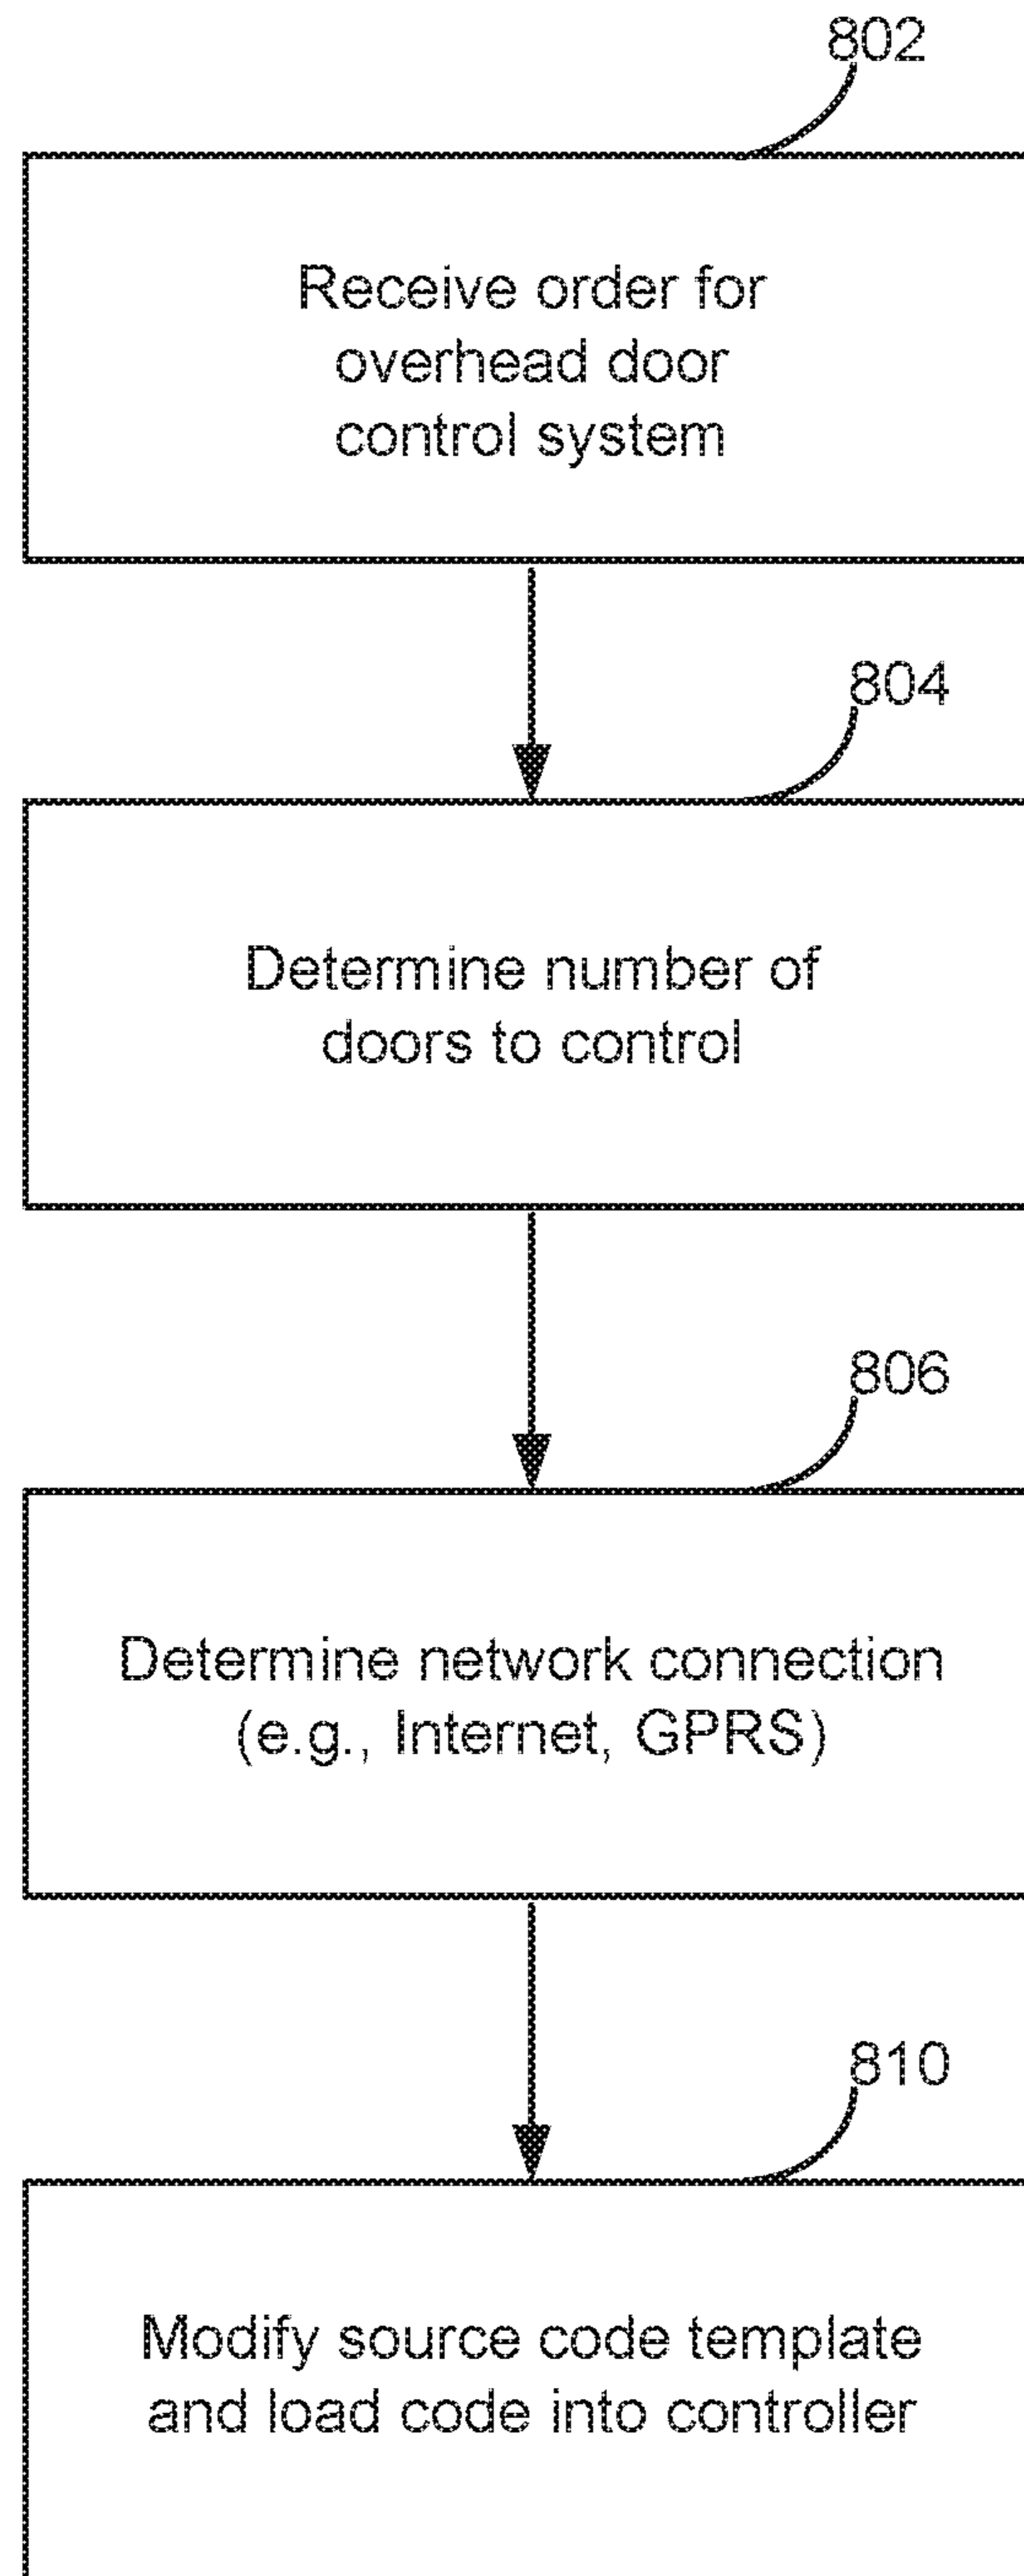 802
Receive order for
overhead door
control system
804
Determine number of
doors to control
806
Determine network connection
(e.g., Internet, GPRS)
810
Modify source code template
and load code into controller